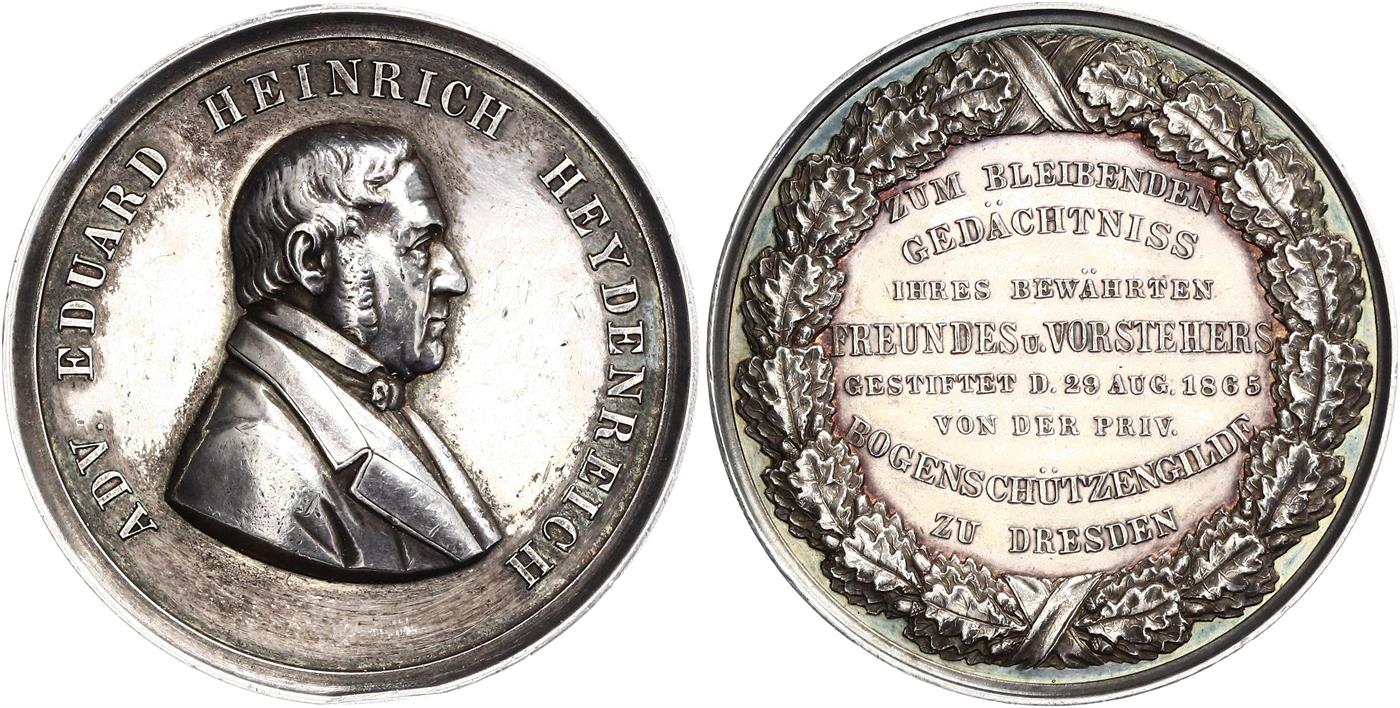 ADV. EDUARD HEINRICH HEYDENREICH
ZUM BLEIBENDEN
GEDÄCHTNISS
IHRES BEWÄHRTEN
FREUNDES U. VORSTEHERS
GESTIFTET D. 29 AUG. 1865
VON DER PRIV.
BOGENSCHÜTZENGILDE
ZU DRESDEN